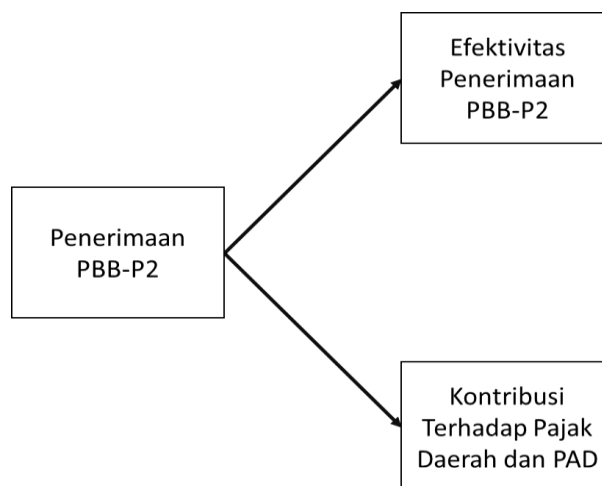 Efektivitas
Penerimaan
PBB-P2
Penerimaan
PBB-P2
Kontribusi
Terhadap Pajak
Daerah dan PAD